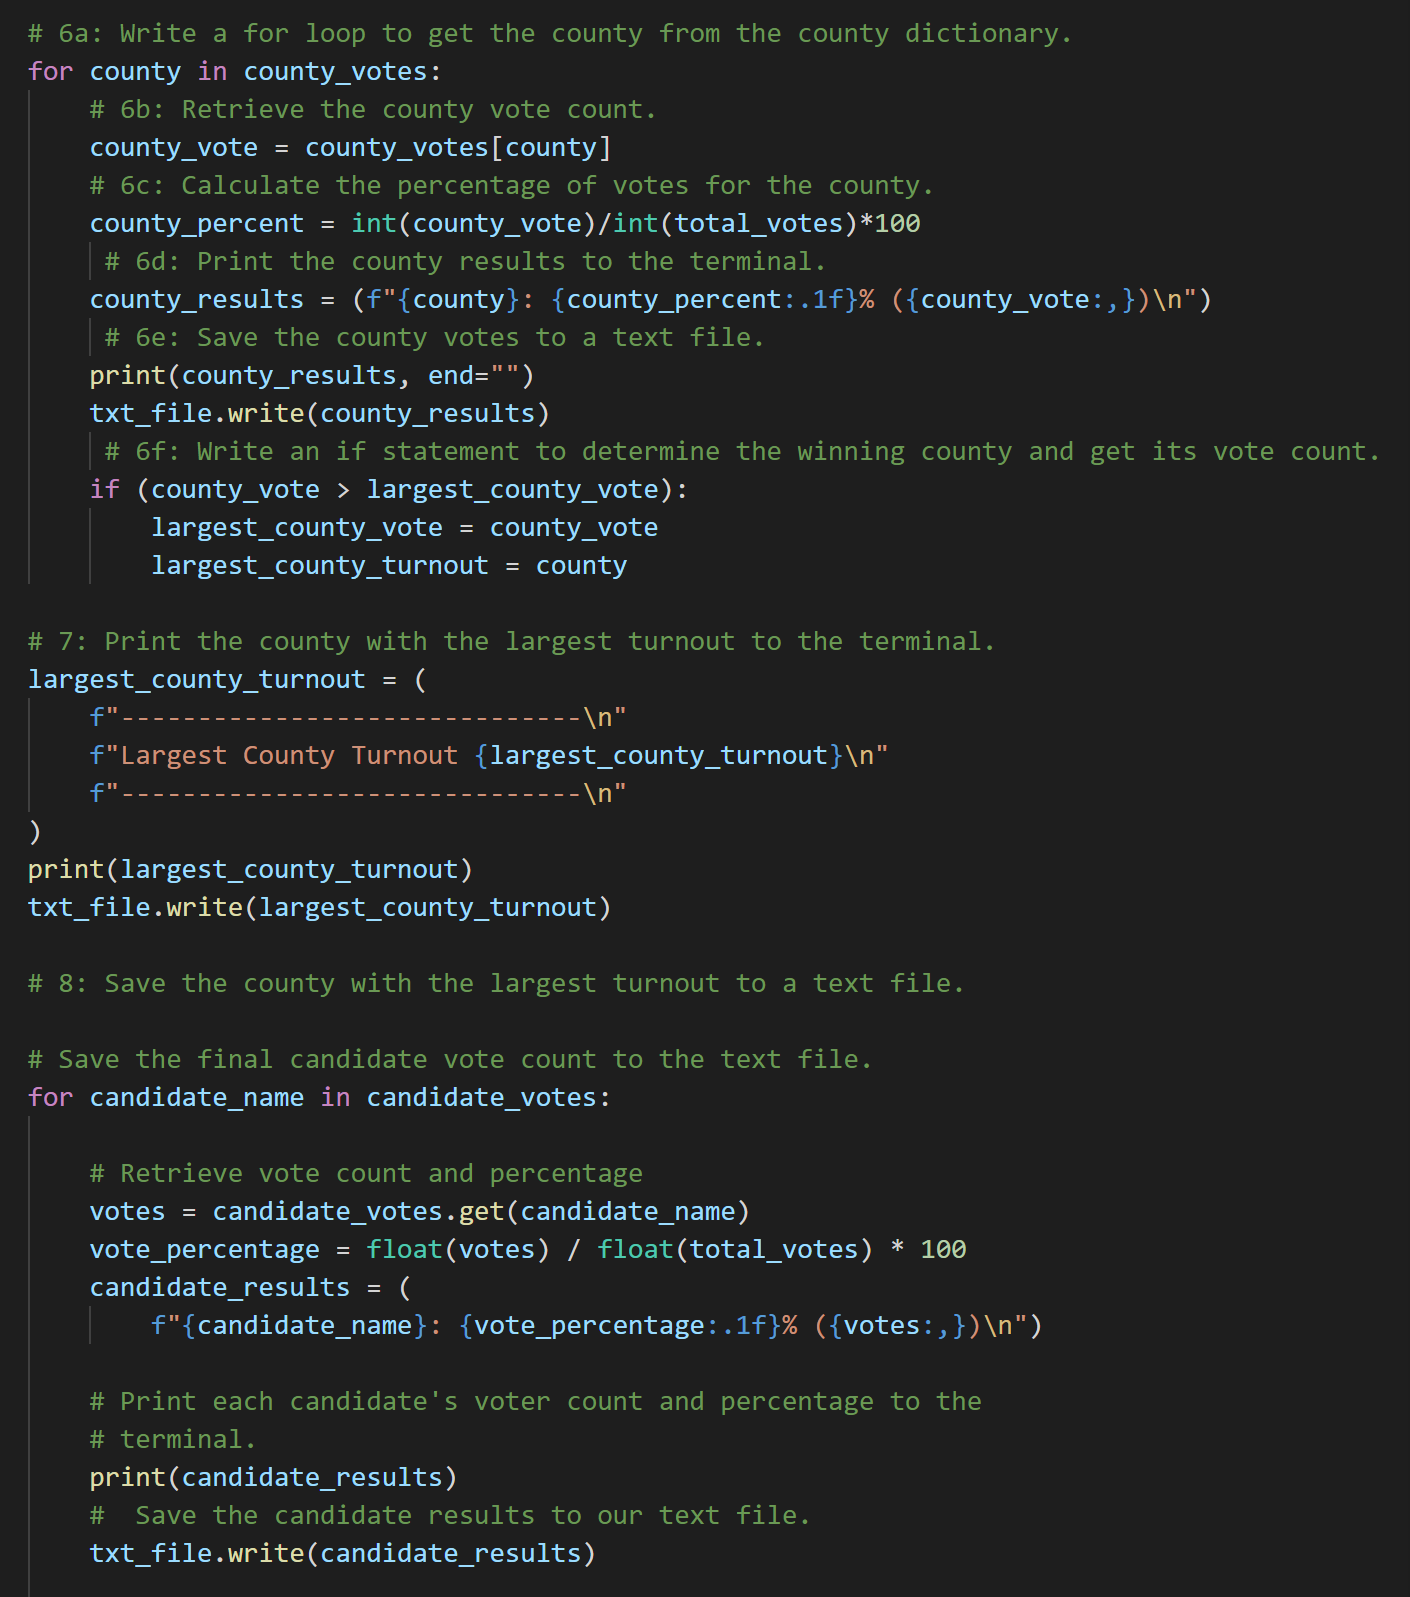 # 6a: Write a for loop to get the county from the county dictionary.
for county in county_votes:
    # 6b: Retrieve the county vote count.
    county_vote = county_votes[county]
    # 6c: Calculate the percentage of votes for the county.
    county_percent = int(county_vote)/int(total_votes)*100
     # 6d: Print the county results to the terminal.
    county_results = (f"{county}: {county_percent:.1f}% ({county_vote:,})\n")
     # 6e: Save the county votes to a text file.
    print(county_results, end="")
    txt_file.write(county_results)
     # 6f: Write an if statement to determine the winning county and get its vote count.
    if (county_vote > largest_county_vote):
        largest_county_vote = county_vote
        largest_county_turnout = county

# 7: Print the county with the largest turnout to the terminal.
largest_county_turnout = (
    f"------------------------------\n"
    f"Largest County Turnout {largest_county_turnout}\n"
    f"------------------------------\n"
)
print(largest_county_turnout)
txt_file.write(largest_county_turnout)

# 8: Save the county with the largest turnout to a text file.

# Save the final candidate vote count to the text file.
for candidate_name in candidate_votes:

    # Retrieve vote count and percentage
    votes = candidate_votes.get(candidate_name)
    vote_percentage = float(votes) / float(total_votes) * 100
    candidate_results = (
        f"{candidate_name}: {vote_percentage:.1f}% ({votes:,})\n")

    # Print each candidate's voter count and percentage to the
    # terminal.
    print(candidate_results)
    #  Save the candidate results to our text file.
    txt_file.write(candidate_results)